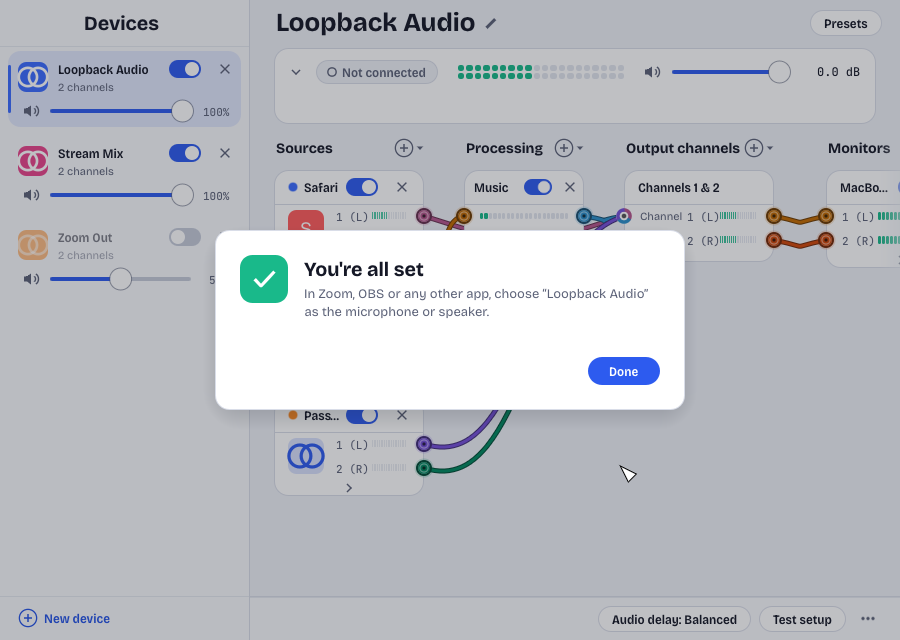 Devices
Loopback Audio
2 channels
100%
Stream Mix
2 channels
100%
Zoom Out
2 channels
5
New device
Loopback Audio
Presets
Not connected
0.0 dB
Sources
Processing
Output channels
Monitors
Safari
Music
Channels 1 & 2
MacBo...
S
1 (L)
Channel 1 (L)
2 (R)
1 (L)
2 (R)
You're all set
In Zoom, OBS or any other app, choose “Loopback Audio”
as the microphone or speaker.
Done
Pass...
1 (L)
2 (R)
Audio delay: Balanced
Test setup